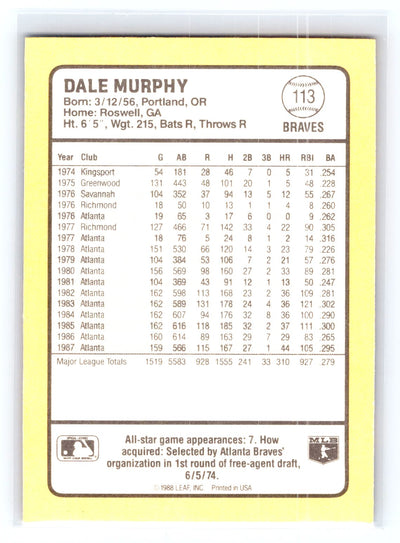 DALE MURPHY
Born: 3/12/56, Portland, OR
Home: Roswell, GA
Ht. 6'5", Wgt. 215, Bats R, Throws R
113
BRAVES
Year Club G AB R H 2B 3B HR RBI BA
1974 Kingsport 54 181 28 46 7 0 5 31 .254
1975 Greenwood 131 443 48 101 20 1 5 48 .228
1976 Savannah 104 352 37 94 13 5 12 55 .267
1976 Richmond 18 50 10 13 1 1 4 8 .260
1976 Atlanta 19 65 3 17 6 0 0 9 .262
1977 Richmond 127 466 71 142 33 4 22 90 .305
1977 Atlanta 18 76 5 24 8 1 2 14 .316
1978 Atlanta 151 530 66 120 14 3 23 79 .226
1979 Atlanta 104 384 53 106 7 2 21 57 .276
1980 Atlanta 156 569 98 160 27 2 33 89 .281
1981 Atlanta 104 369 43 91 12 1 13 50 .247
1982 Atlanta 162 598 113 168 23 2 36 109 .281
1983 Atlanta 162 589 131 178 24 4 36 121 .302
1984 Atlanta 162 607 94 176 32 8 36 100 .290
1985 Atlanta 162 616 118 185 32 2 37 111 .300
1986 Atlanta 160 614 89 163 29 7 29 83 .265
1987 Atlanta 159 566 115 167 27 1 44 105 .295
Major League Totals 1519 5583 928 1555 241 33 310 927 .279
All-star game appearances: 7. How
acquired: Selected by Atlanta Braves'
organization in 1st round of free-agent draft,
6/5/74.
MLB
© 1988 LEAF, INC. Printed in USA